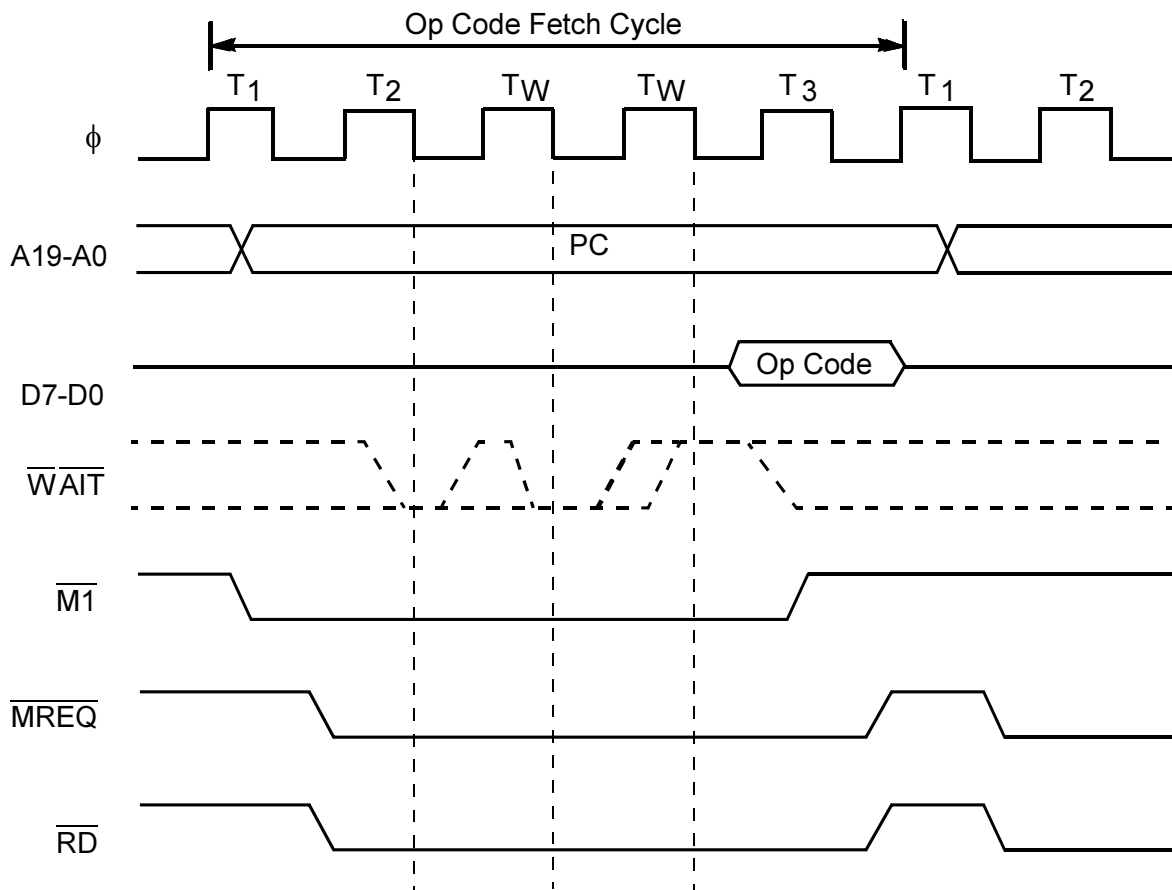 Op Code Fetch Cycle
T1 T2 TW TW T3 T1 T2
ϕ
A19-A0 PC
D7-D0 Op Code
WAIT
M1
MREQ
RD